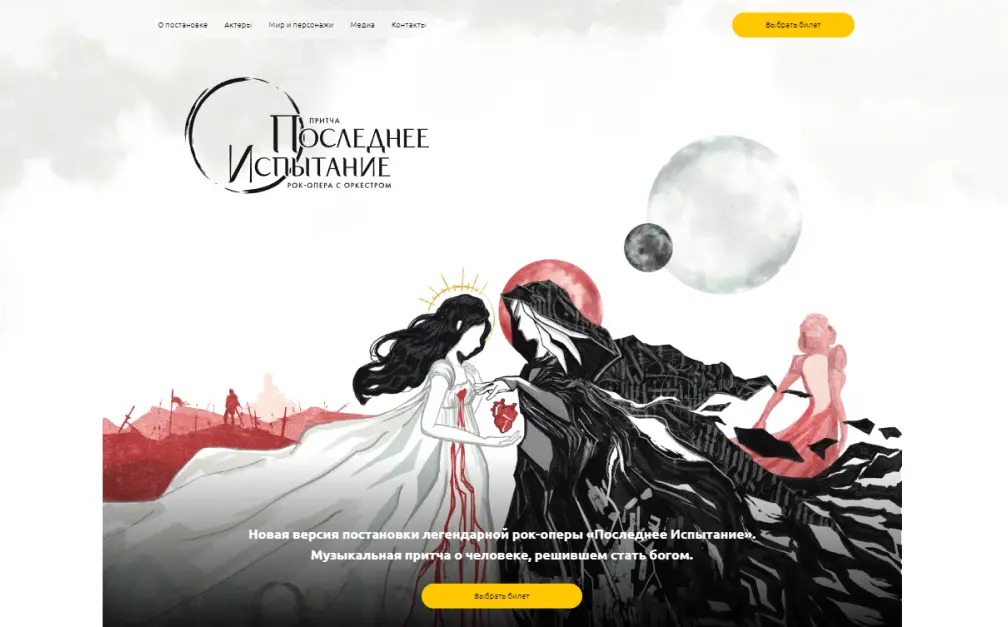 О постановке Актеры Мир и персонажи Медиа Контакты Выбрать билет
ПРИТЧА
ПОСЛЕДНЕЕ
ИСПЫТАНИЕ
РОК-ОПЕРА С ОРКЕСТРОМ
Новая версия постановки легендарной рок-оперы «Последнее Испытание».
Музыкальная притча о человеке, решившем стать богом.
Выбрать билет